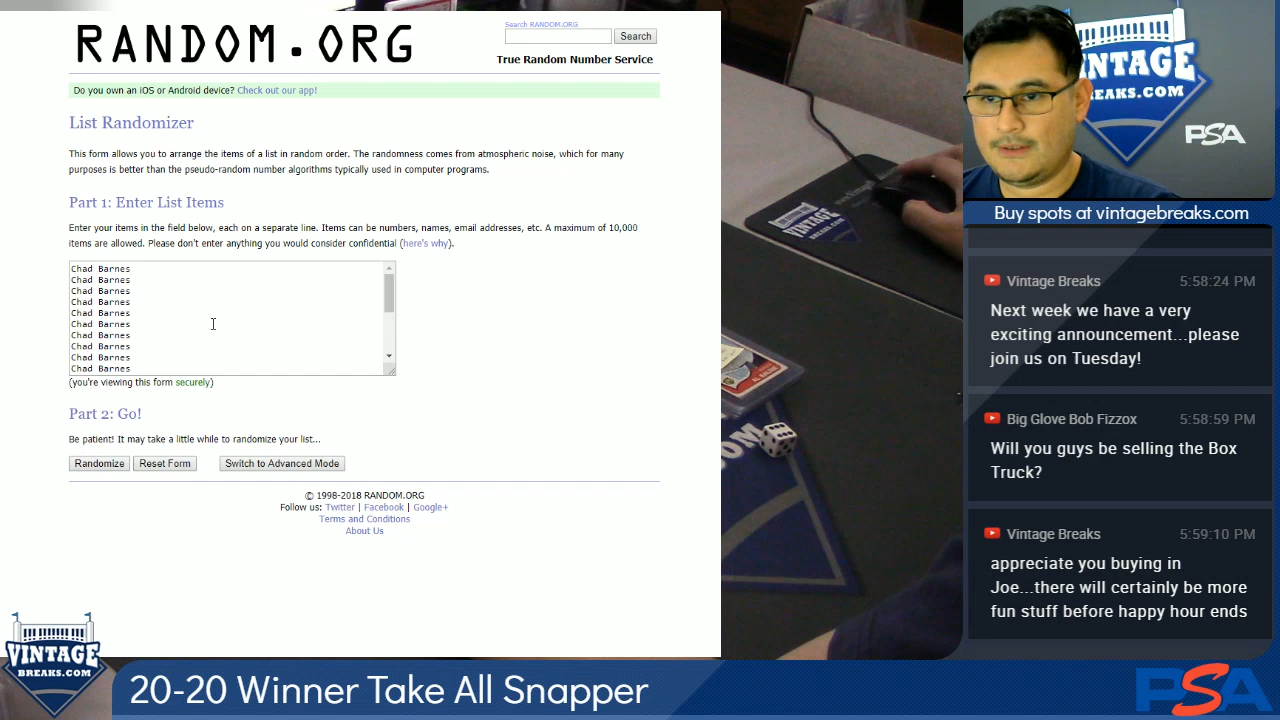 RANDOM.ORG
Search RANDOM.ORG
Search
True Random Number Service
Do you own an iOS or Android device? Check out our app!
List Randomizer
This form allows you to arrange the items of a list in random order. The randomness comes from atmospheric noise, which for many
purposes is better than the pseudo-random number algorithms typically used in computer programs.
Part 1: Enter List Items
Enter your items in the field below, each on a separate line. Items can be numbers, names, email addresses, etc. A maximum of 10,000
items are allowed. Please don't enter anything you would consider confidential (here's why).
Chad Barnes
Chad Barnes
Chad Barnes
Chad Barnes
Chad Barnes
Chad Barnes
Chad Barnes
Chad Barnes
Chad Barnes
Chad Barnes
(you're viewing this form securely)
Part 2: Go!
Be patient! It may take a little while to randomize your list...
Randomize
Reset Form
Switch to Advanced Mode
© 1998-2018 RANDOM.ORG
Follow us: Twitter | Facebook | Google+
Terms and Conditions
About Us
PSA
Buy spots at vintagebreaks.com
Vintage Breaks 5:58:24 PM
Next week we have a very
exciting announcement...please
join us on Tuesday!
Big Glove Bob Fizzox 5:58:59 PM
Will you guys be selling the Box
Truck?
Vintage Breaks 5:59:10 PM
appreciate you buying in
Joe...there will certainly be more
fun stuff before happy hour ends
VINTAGE
BREAKS.COM
20-20 Winner Take All Snapper
PSA